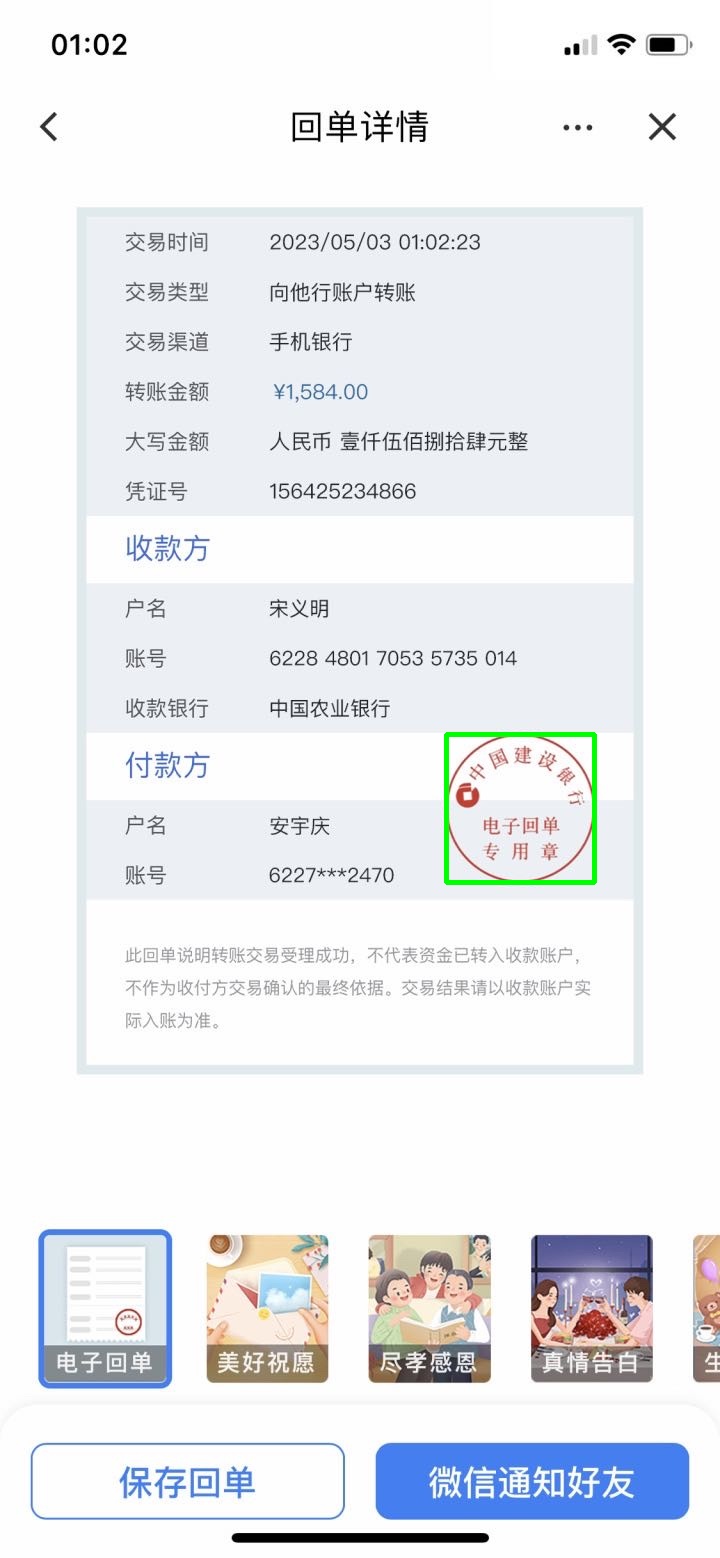 01:02
回单详情
交易时间 2023/05/03 01:02:23
交易类型 向他行账户转账
交易渠道 手机银行
转账金额 ¥1,584.00
大写金额 人民币 壹仟伍佰捌拾肆元整
凭证号 156425234866
收款方
户名 宋义明
账号 6228 4801 7053 5735 014
收款银行 中国农业银行
付款方
中国建设银行
户名 安宇庆
电子回单
专用章
账号 6227***2470
此回单说明转账交易受理成功，不代表资金已转入收款账户，
不作为收付方交易确认的最终依据。交易结果请以收款账户实
际入账为准。
电子回单 美好祝愿 尽孝感恩 真情告白 生
保存回单 微信通知好友